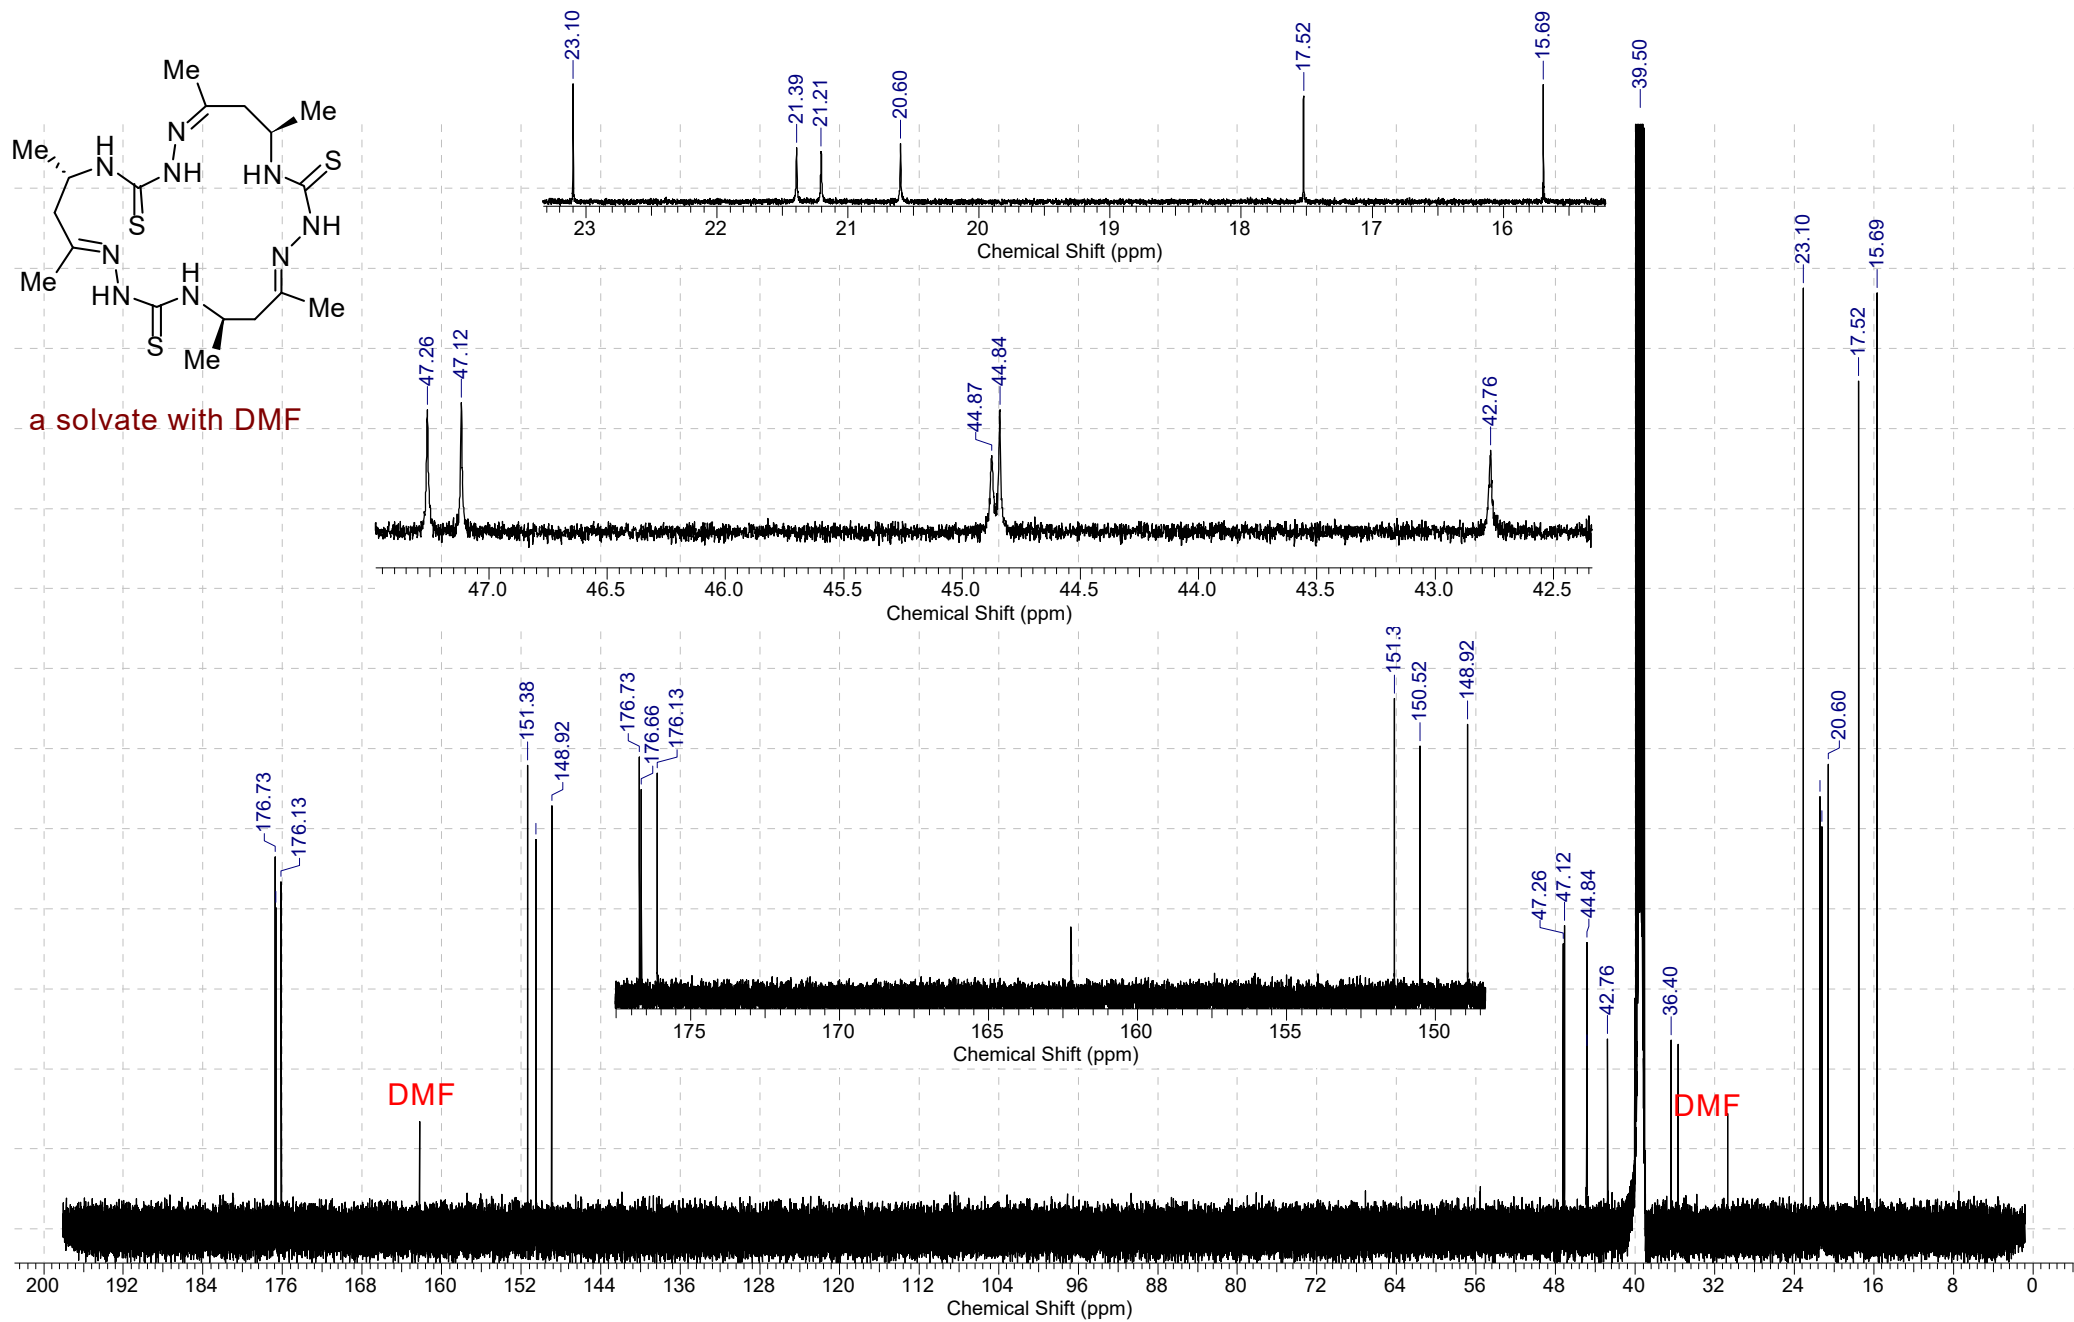 23.10
21.39
21.21
20.60
17.52
15.69
39.50
23 22 21 20 19 18 17 16
Chemical Shift (ppm)
Me
Me
Me
H
N
N
NH
HN
S
S
NH
N
N
H
N
Me
HN
Me
S
Me
a solvate with DMF
47.26
47.12
44.87
44.84
42.76
47.0 46.5 46.0 45.5 45.0 44.5 44.0 43.5 43.0 42.5
Chemical Shift (ppm)
23.10
17.52
15.69
20.60
176.73
176.66
176.13
151.3
150.52
148.92
175 170 165 160 155 150
Chemical Shift (ppm)
176.73
176.13
151.38
148.92
47.26
47.12
44.84
42.76
36.40
DMF
DMF
200 192 184 176 168 160 152 144 136 128 120 112 104 96 88 80 72 64 56 48 40 32 24 16 8 0
Chemical Shift (ppm)